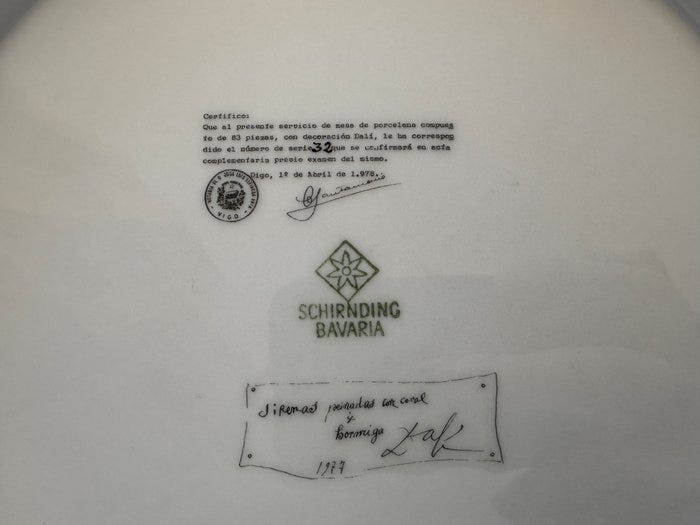 Certifico:
Que al presente servicio de mesa de porcelana compues
to de 83 piezas, con decoración Dalí, le ha correspon
dido el número de serie 32 que se confirmará en acta
complementaria previo examen del mismo.
Vigo, 1º de Abril de 1.978.
VIGO
SCHIRNDING
BAVARIA
Sirenas peinadas con coral
y
hormiga Dalí
1977